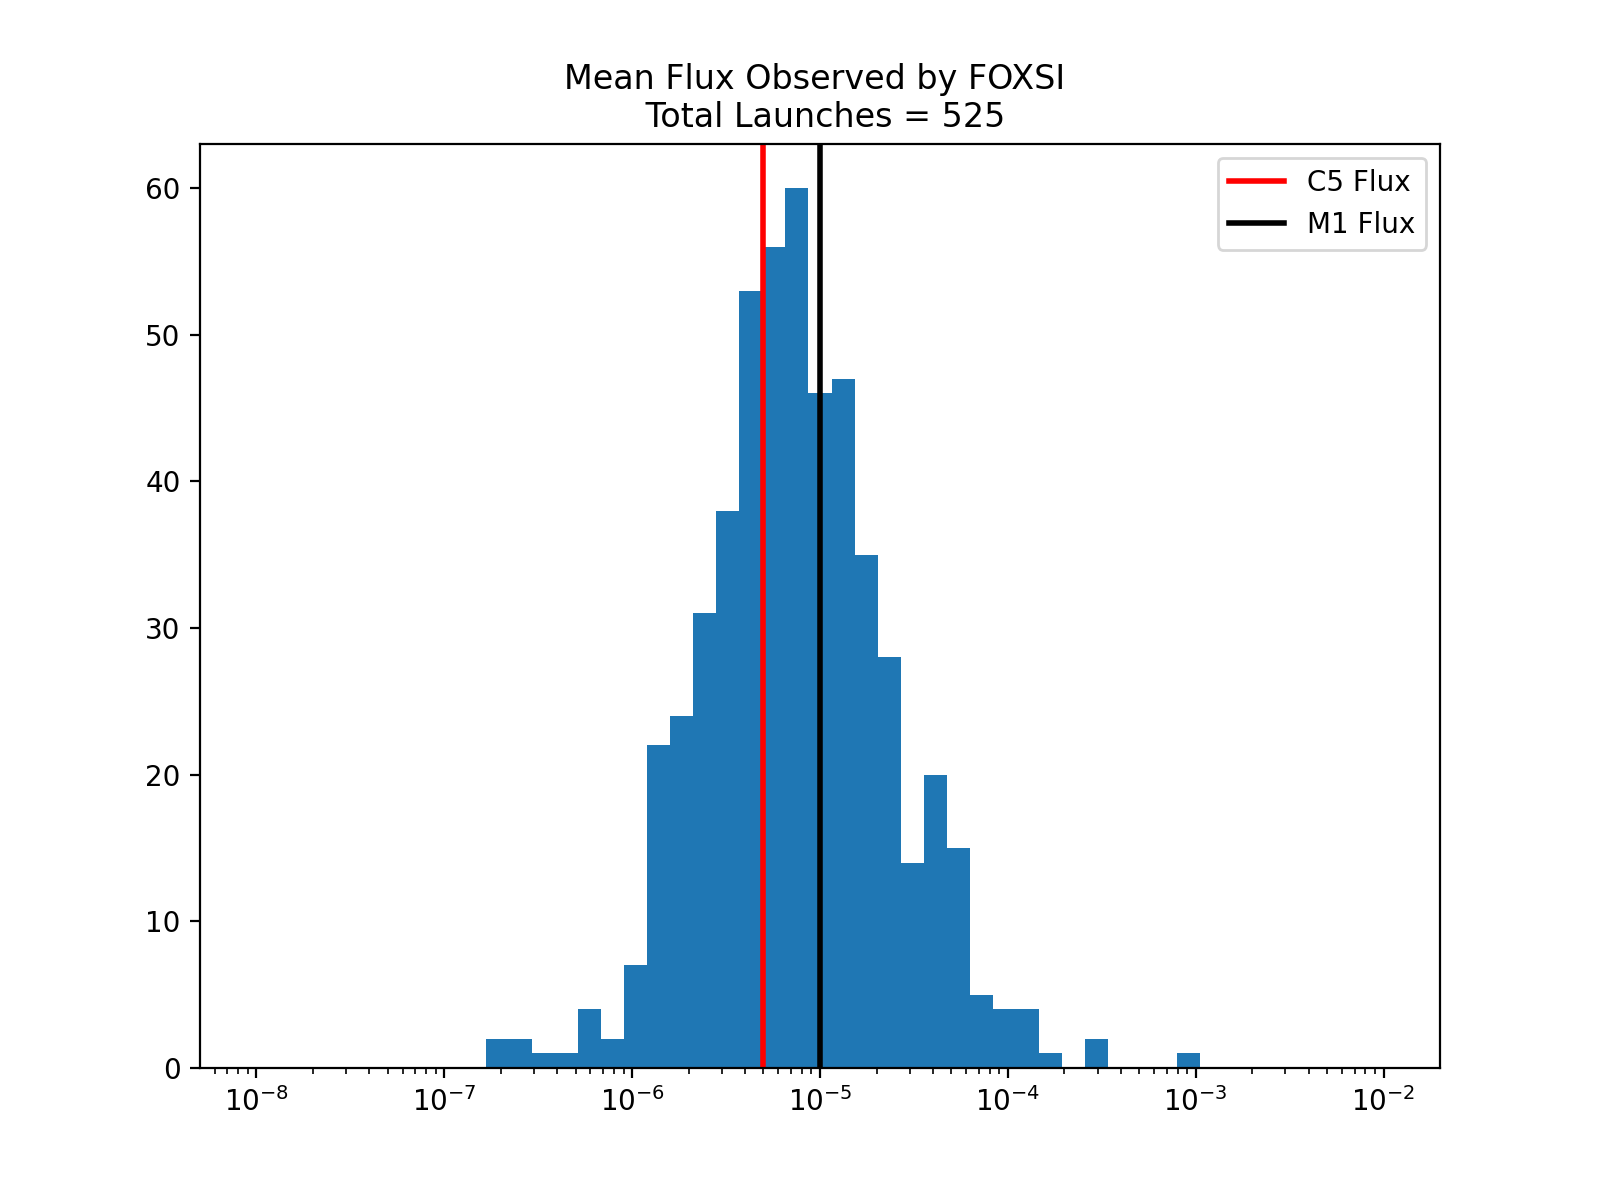 Mean Flux Observed by FOXSI
Total Launches = 525
C5 Flux
M1 Flux
60
50
40
30
20
10
0
10⁻⁸ 10⁻⁷ 10⁻⁶ 10⁻⁵ 10⁻⁴ 10⁻³ 10⁻²